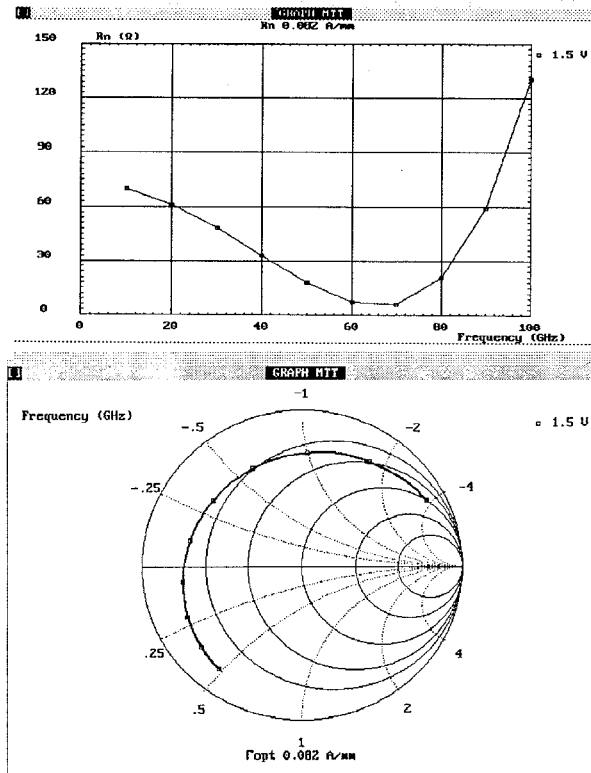 GRAPH MTT
Rn 0.082 A/mm
Rn (Ω)
1.5 V
150
120
90
60
30
0
0 20 40 60 80 100
Frequency (GHz)
GRAPH MTT
Frequency (GHz)
1.5 V
-1
-.5 -2
-.25 -4
.25 4
.5 2
1
Γopt 0.082 A/mm